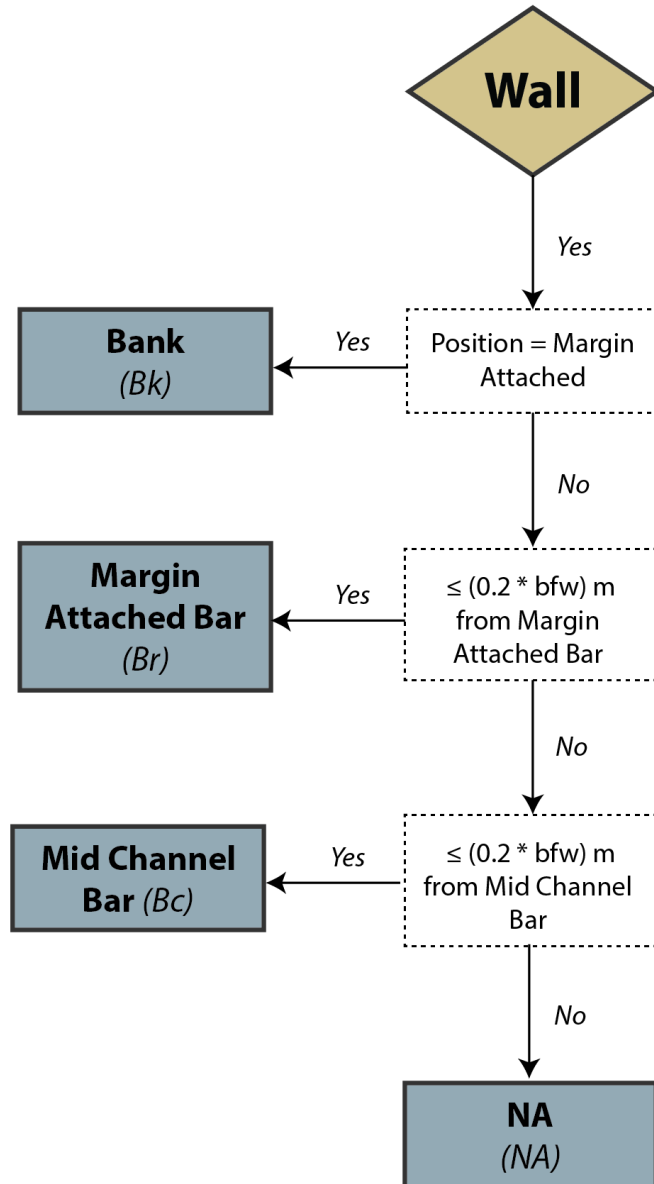 Wall
Yes
Bank
(Bk)
Yes
Position = Margin
Attached
No
Margin
Attached Bar
(Br)
Yes
≤ (0.2 * bfw) m
from Margin
Attached Bar
No
Mid Channel
Bar (Bc)
Yes
≤ (0.2 * bfw) m
from Mid Channel
Bar
No
NA
(NA)